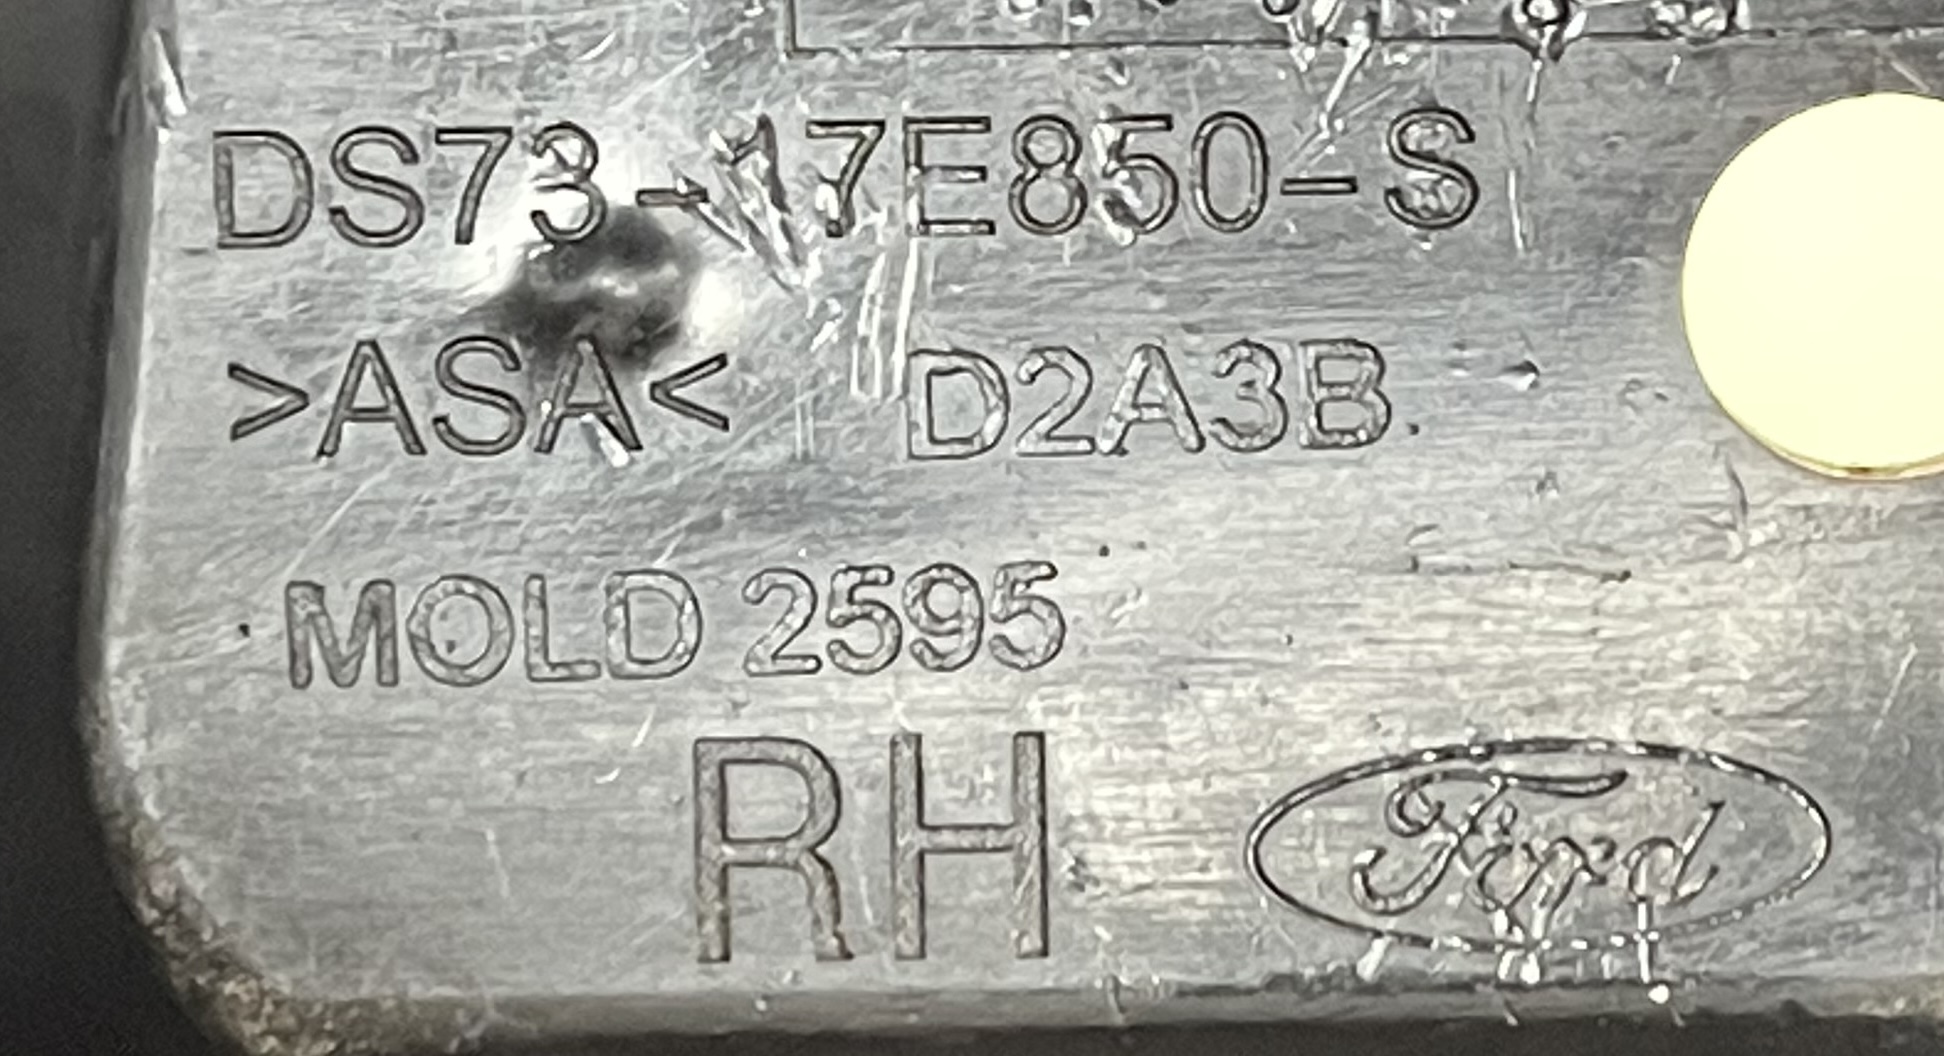 DS73-17E850-S
>ASA< D2A3B
MOLD 2595
RH Ford